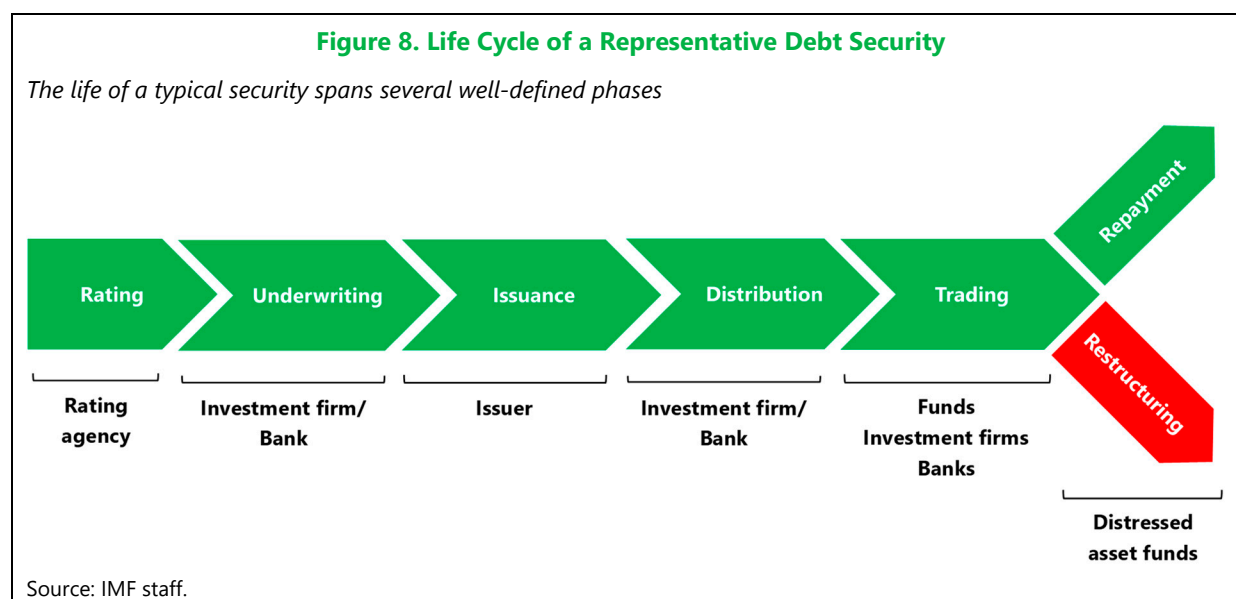 Figure 8. Life Cycle of a Representative Debt Security
The life of a typical security spans several well-defined phases
Rating
Underwriting
Issuance
Distribution
Trading
Repayment
Restructuring
Rating
agency
Investment firm/
Bank
Issuer
Investment firm/
Bank
Funds
Investment firms
Banks
Distressed
asset funds
Source: IMF staff.